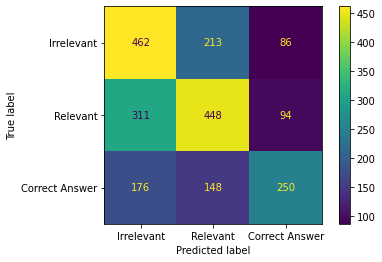 Irrelevant 462 213 86
Relevant 311 448 94
Correct Answer 176 148 250
Irrelevant Relevant Correct Answer
Predicted label
True label
450
400
350
300
250
200
150
100